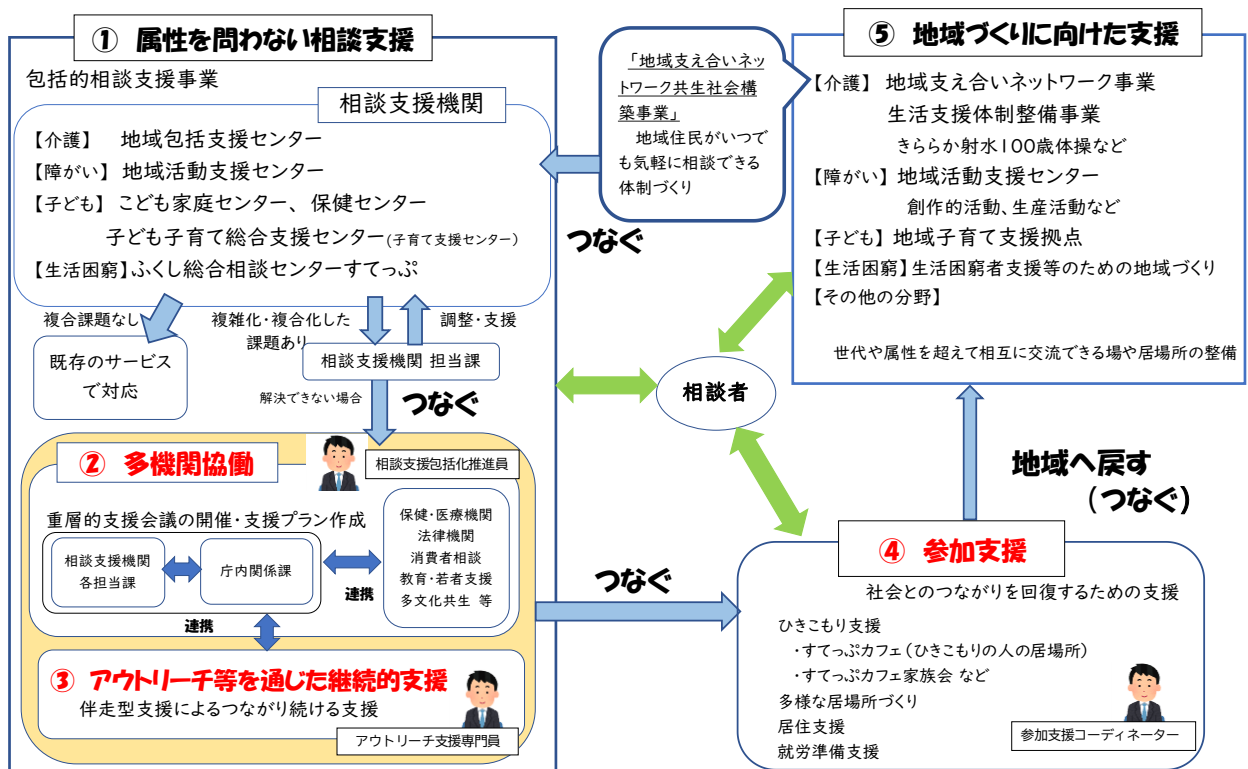 ① 属性を問わない相談支援
包括的相談支援事業
相談支援機関
【介護】 地域包括支援センター
【障がい】 地域活動支援センター
【子ども】 こども家庭センター、保健センター
子ども子育て総合支援センター(子育て支援センター)
【生活困窮】ふくし総合相談センターすてっぷ
複合課題なし
複雑化・複合化した
課題あり
調整・支援
既存のサービス
で対応
相談支援機関 担当課
解決できない場合
つなぐ
② 多機関協働
相談支援包括化推進員
重層的支援会議の開催・支援プラン作成
相談支援機関
各担当課
庁内関係課
連携
保健・医療機関
法律機関
消費者相談
教育・若者支援
多文化共生 等
連携
③ アウトリーチ等を通じた継続的支援
伴走型支援によるつながり続ける支援
アウトリーチ支援専門員
「地域支え合いネッ
トワーク共生社会構
築事業」
地域住民がいつで
も気軽に相談できる
体制づくり
つなぐ
相談者
つなぐ
⑤ 地域づくりに向けた支援
【介護】 地域支え合いネットワーク事業
生活支援体制整備事業
きららか射水100歳体操など
【障がい】 地域活動支援センター
創作的活動、生産活動など
【子ども】 地域子育て支援拠点
【生活困窮】生活困窮者支援等のための地域づくり
【その他の分野】
世代や属性を超えて相互に交流できる場や居場所の整備
地域へ戻す
(つなぐ)
④ 参加支援
社会とのつながりを回復するための支援
ひきこもり支援
・すてっぷカフェ(ひきこもりの人の居場所)
・すてっぷカフェ家族会 など
多様な居場所づくり
居住支援
就労準備支援
参加支援コーディネーター